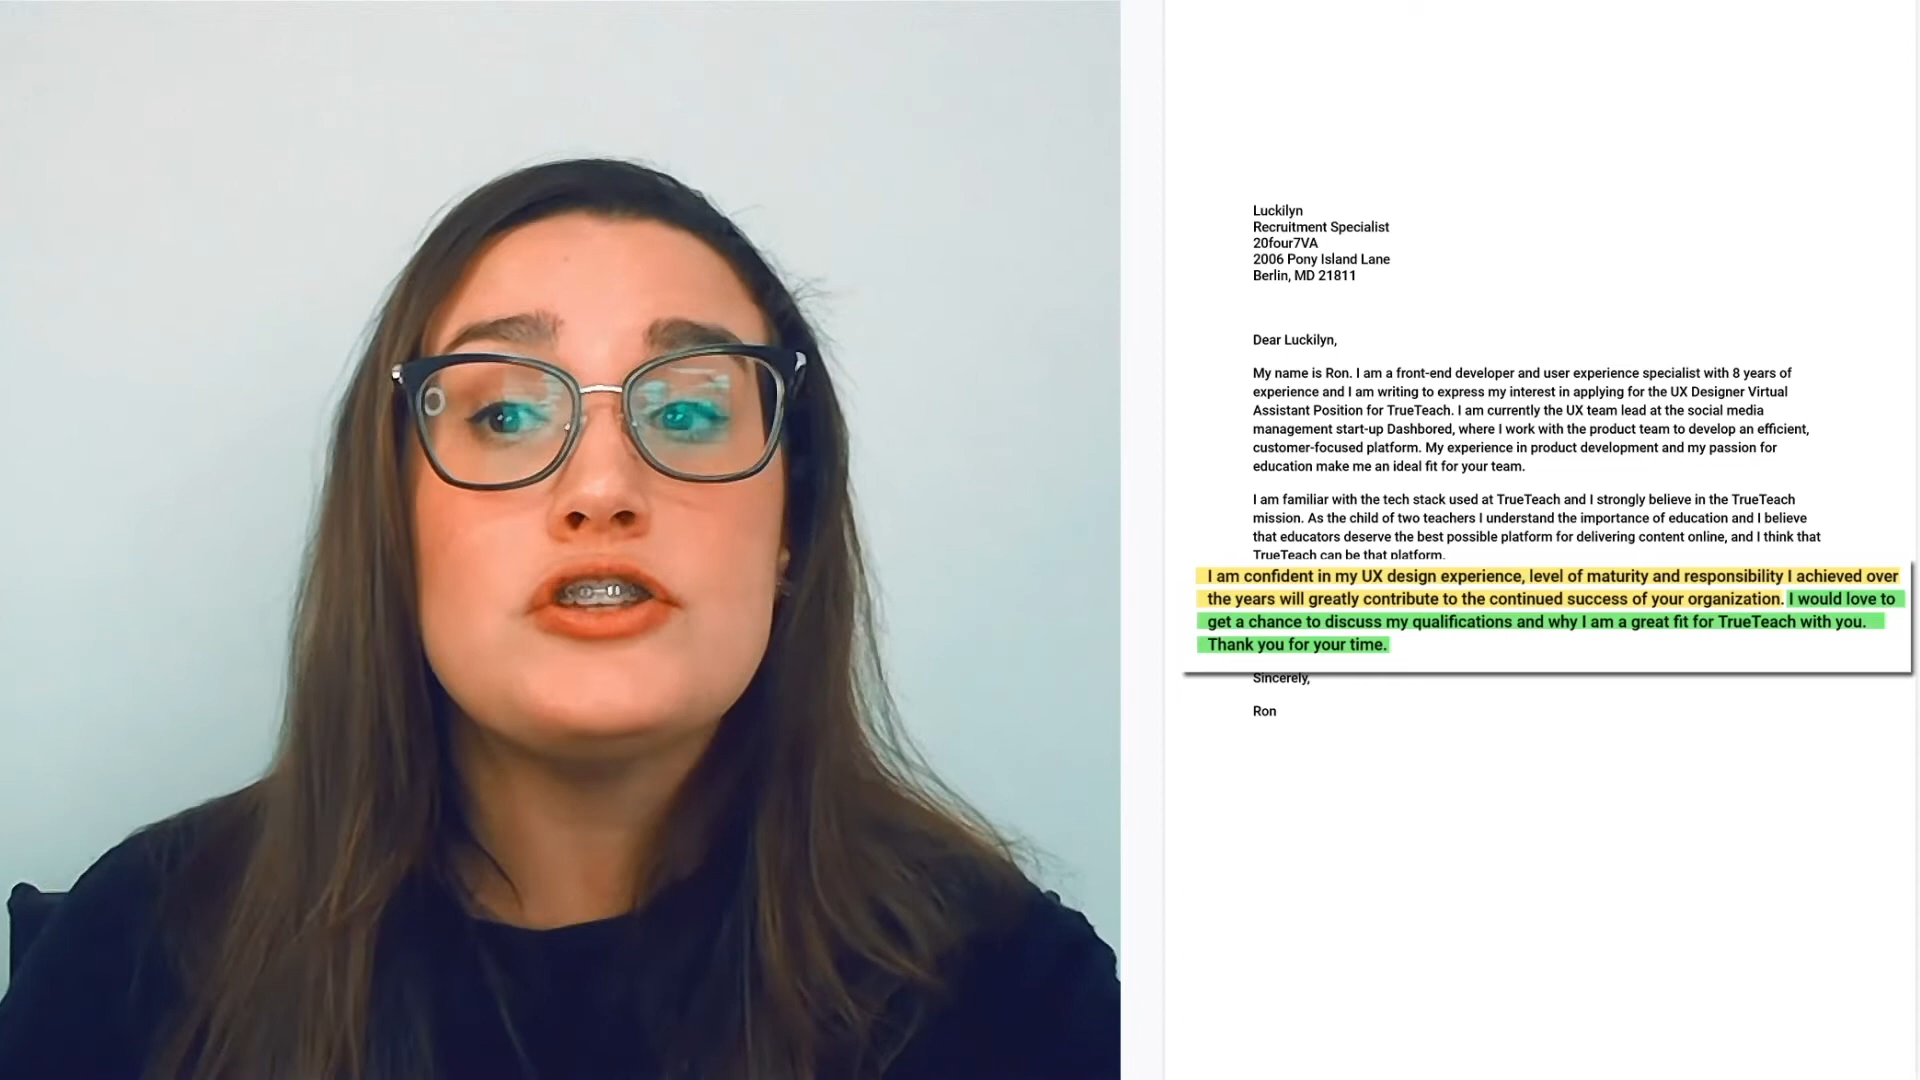 Luckilyn
Recruitment Specialist
20four7VA
2006 Pony Island Lane
Berlin, MD 21811
Dear Luckilyn,
My name is Ron. I am a front-end developer and user experience specialist with 8 years of
experience and I am writing to express my interest in applying for the UX Designer Virtual
Assistant Position for TrueTeach. I am currently the UX team lead at the social media
management start-up Dashbored, where I work with the product team to develop an efficient,
customer-focused platform. My experience in product development and my passion for
education make me an ideal fit for your team.
I am familiar with the tech stack used at TrueTeach and I strongly believe in the TrueTeach
mission. As the child of two teachers I understand the importance of education and I believe
that educators deserve the best possible platform for delivering content online, and I think that
TrueTeach can be that platform.
I am confident in my UX design experience, level of maturity and responsibility I achieved over
the years will greatly contribute to the continued success of your organization. I would love to
get a chance to discuss my qualifications and why I am a great fit for TrueTeach with you.
Thank you for your time.
Sincerely,
Ron